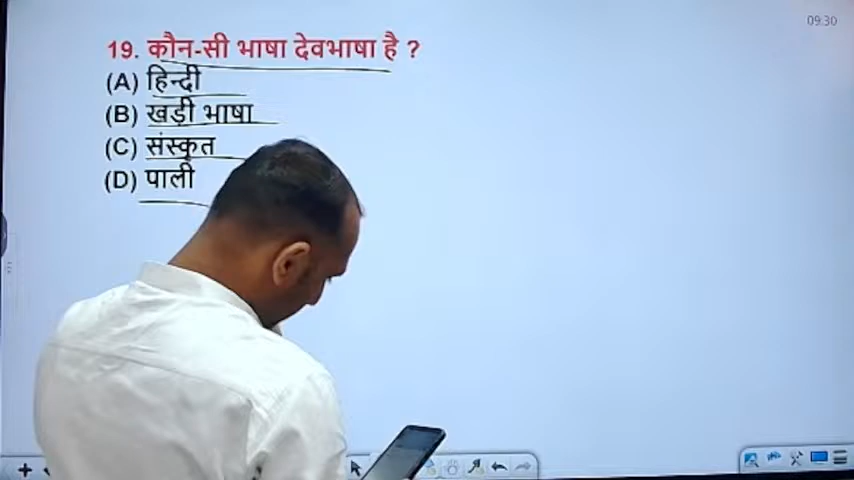 09:30
19. कौन-सी भाषा देवभाषा है ?
(A) हिन्दी
(B) खड़ी भाषा
(C) संस्कृत
(D) पाली